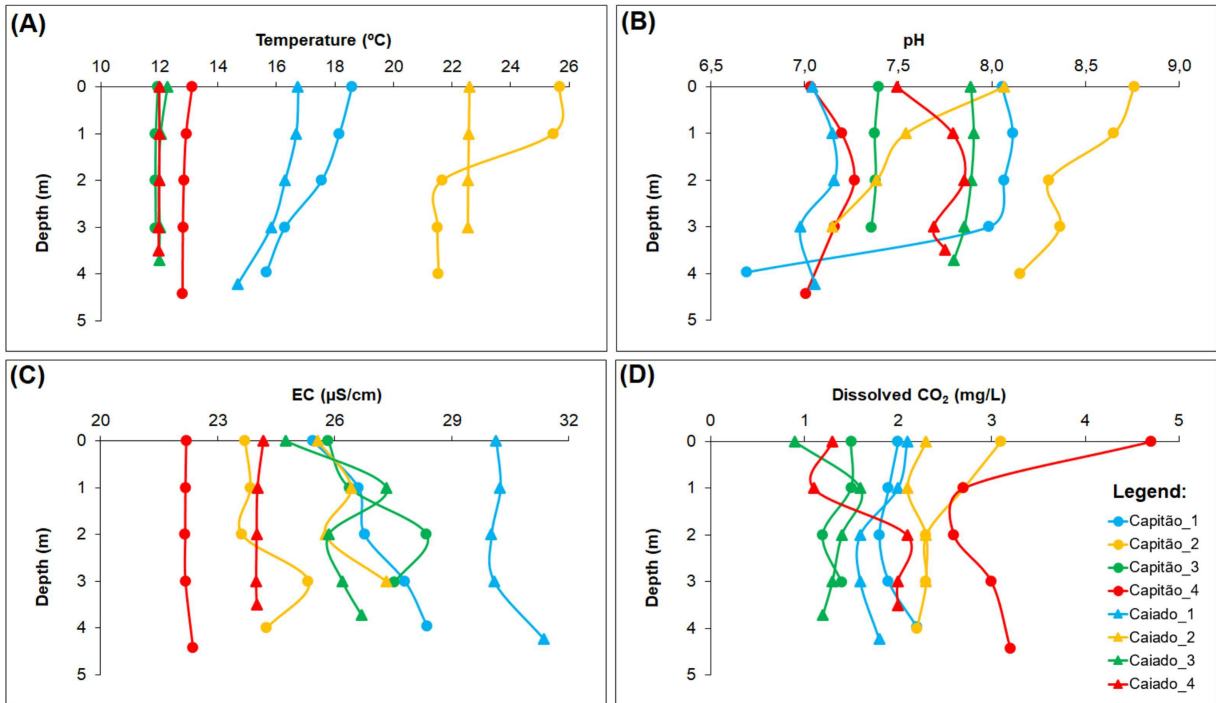 (A)
Temperature (ºC)
10 12 14 16 18 20 22 24 26
0
1
2
3
4
5
Depth (m)
(B)
pH
6,5 7,0 7,5 8,0 8,5 9,0
0
1
2
3
4
5
Depth (m)
(C)
EC (µS/cm)
20 23 26 29 32
0
1
2
3
4
5
Depth (m)
(D)
Dissolved CO₂ (mg/L)
0 1 2 3 4 5
0
1
2
3
4
5
Depth (m)
Legend:
Capitão_1
Capitão_2
Capitão_3
Capitão_4
Caiado_1
Caiado_2
Caiado_3
Caiado_4